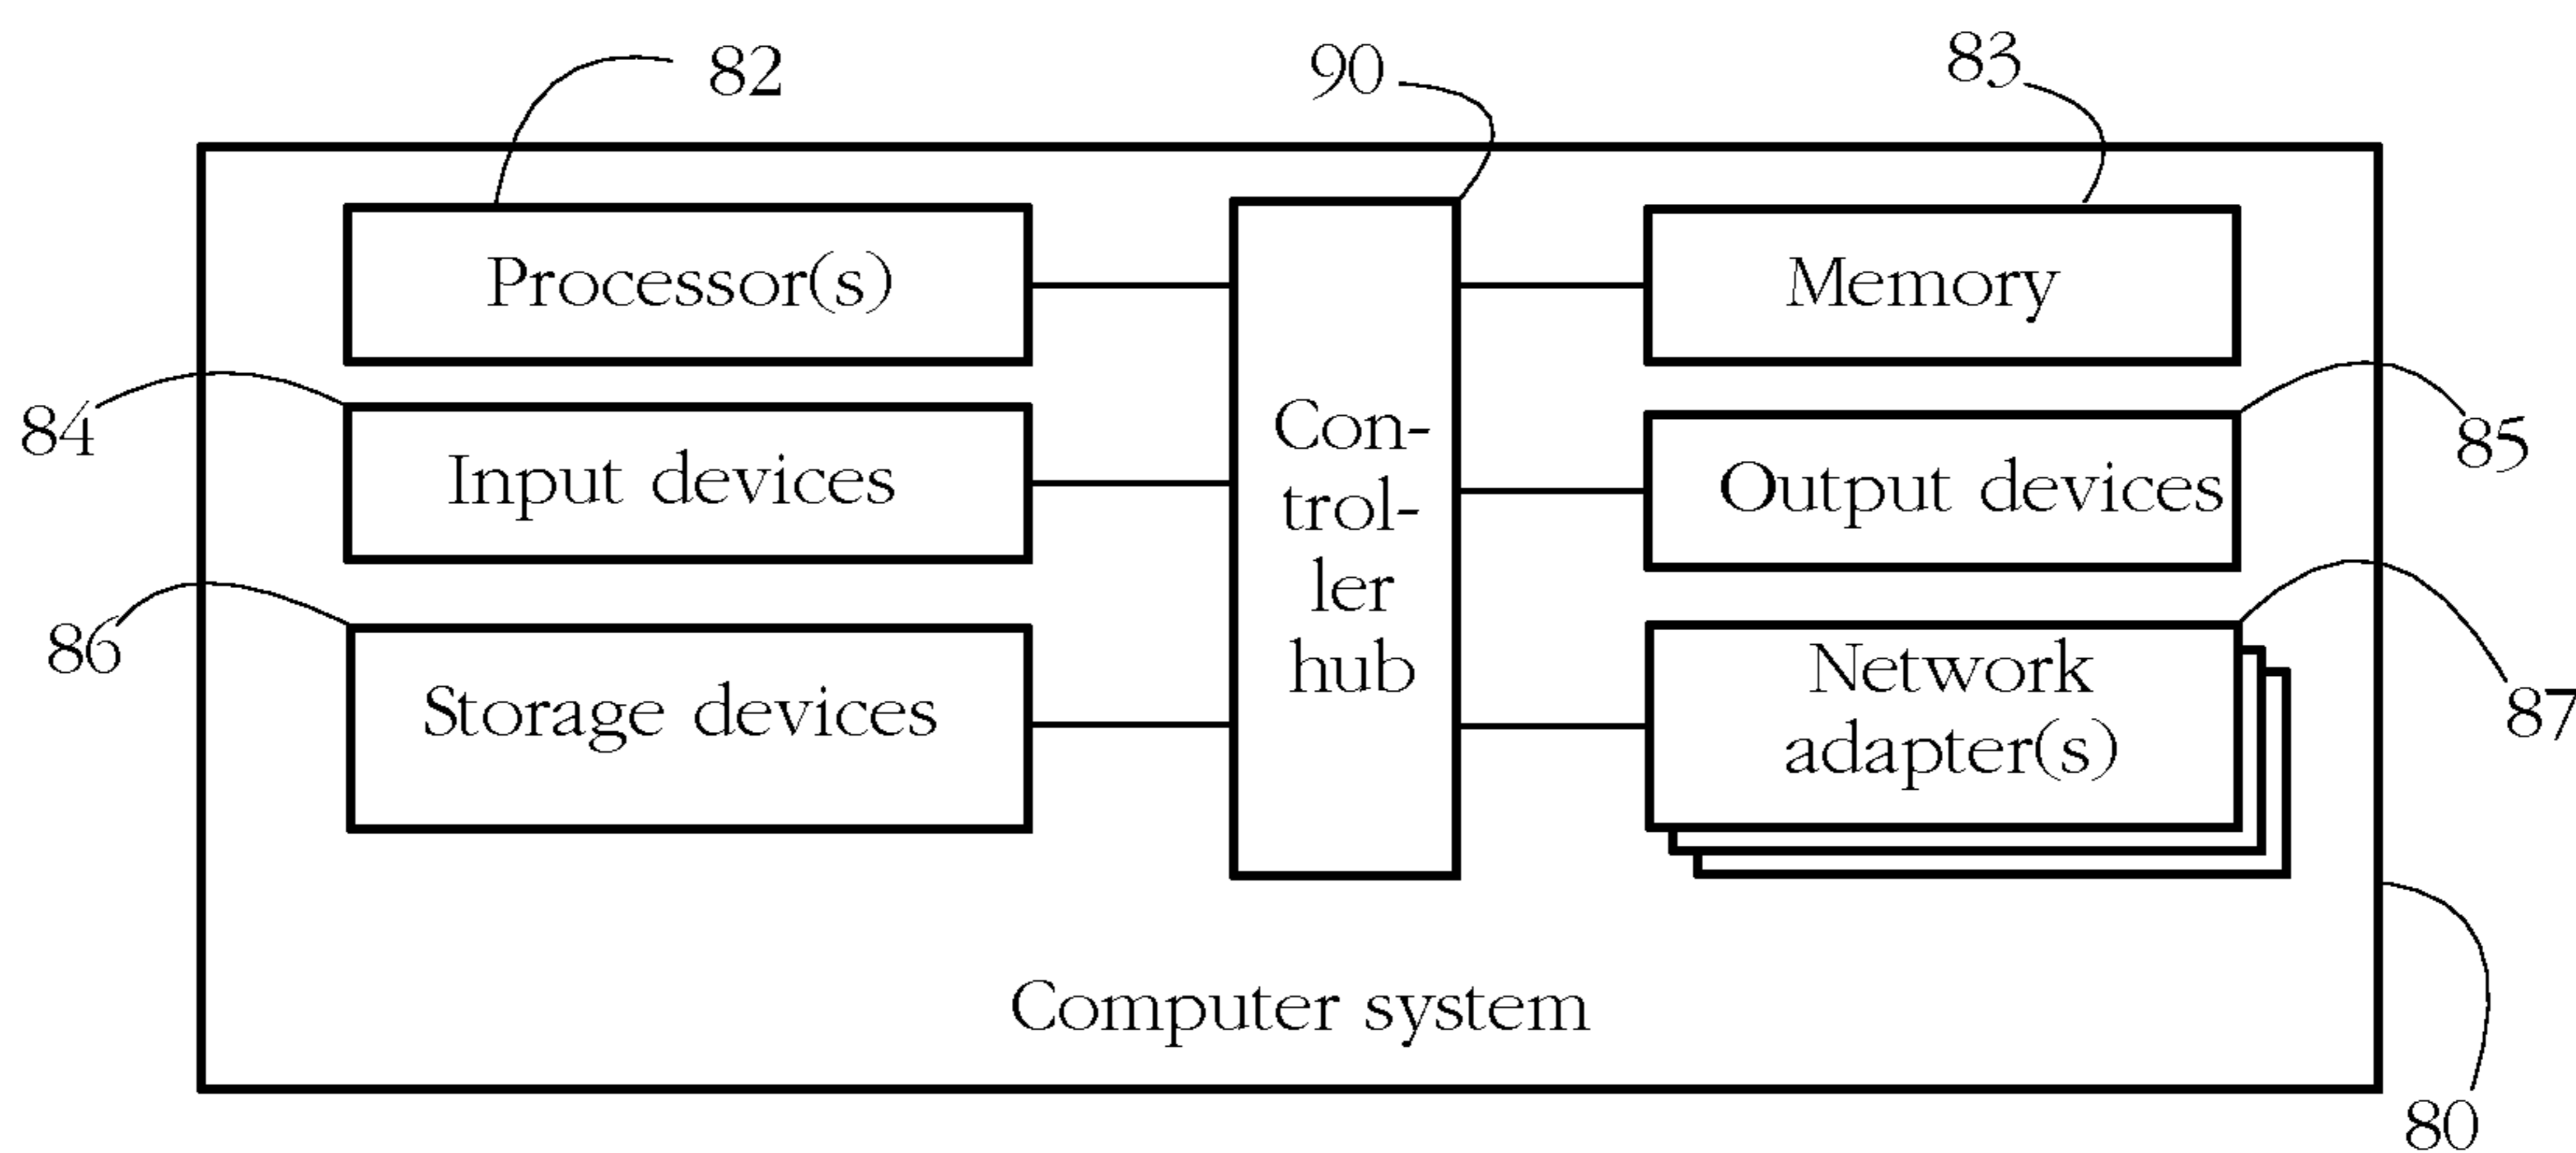 82
90
83
Processor(s)
Memory
84
Input devices
Con-
trol-
ler
hub
Output devices
85
86
Storage devices
Network
adapter(s)
87
Computer system
80